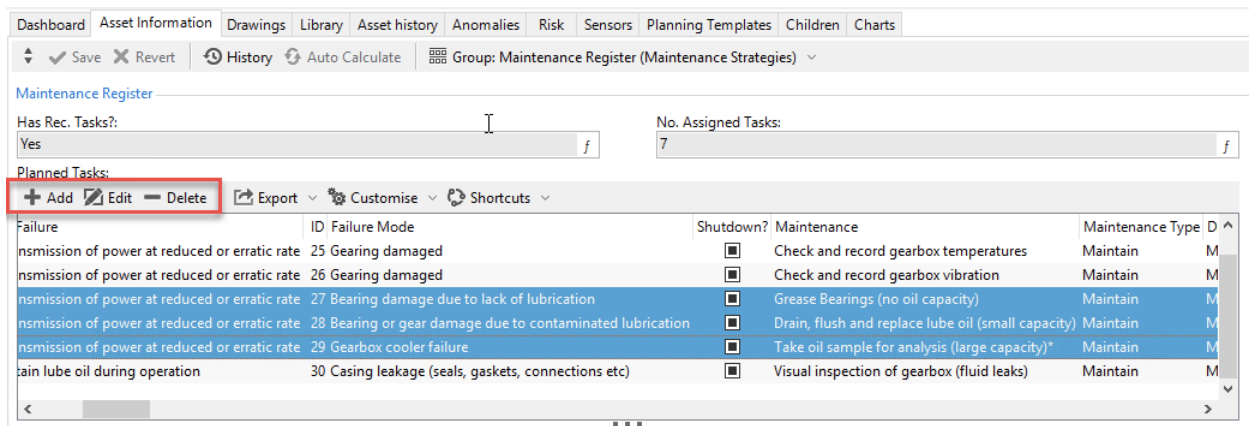 Dashboard Asset Information Drawings Library Asset history Anomalies Risk Sensors Planning Templates Children Charts
Save Revert History Auto Calculate Group: Maintenance Register (Maintenance Strategies)
Maintenance Register
Has Rec. Tasks?: No. Assigned Tasks:
Yes f 7 f
Planned Tasks:
Add Edit Delete Export Customise Shortcuts
Failure ID Failure Mode Shutdown? Maintenance Maintenance Type D
nsmission of power at reduced or erratic rate 25 Gearing damaged Check and record gearbox temperatures Maintain M
nsmission of power at reduced or erratic rate 26 Gearing damaged Check and record gearbox vibration Maintain M
nsmission of power at reduced or erratic rate 27 Bearing damage due to lack of lubrication Grease Bearings (no oil capacity) Maintain M
nsmission of power at reduced or erratic rate 28 Bearing or gear damage due to contaminated lubrication Drain, flush and replace lube oil (small capacity) Maintain M
nsmission of power at reduced or erratic rate 29 Gearbox cooler failure Take oil sample for analysis (large capacity)* Maintain M
tain lube oil during operation 30 Casing leakage (seals, gaskets, connections etc) Visual inspection of gearbox (fluid leaks) Maintain M